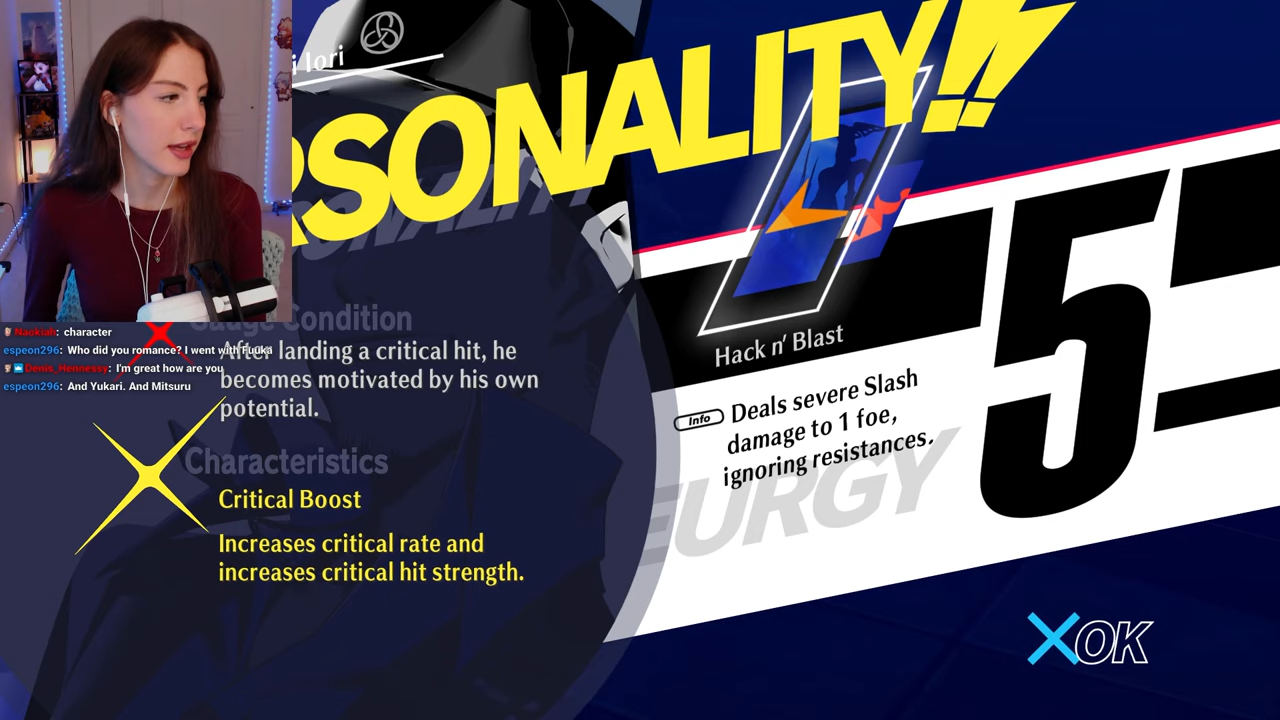 i Iori
RSONALITY!!
Naokiah: character
espeon296: Who did you romance? I went with Fuuka
Denis_Hennessy: I'm great how are you
espeon296: And Yukari. And Mitsuru
Gauge Condition
After landing a critical hit, he
becomes motivated by his own
potential.
Characteristics
Critical Boost
Increases critical rate and
increases critical hit strength.
Hack n' Blast
5
Info Deals severe Slash
damage to 1 foe,
ignoring resistances.
EURGY
OK